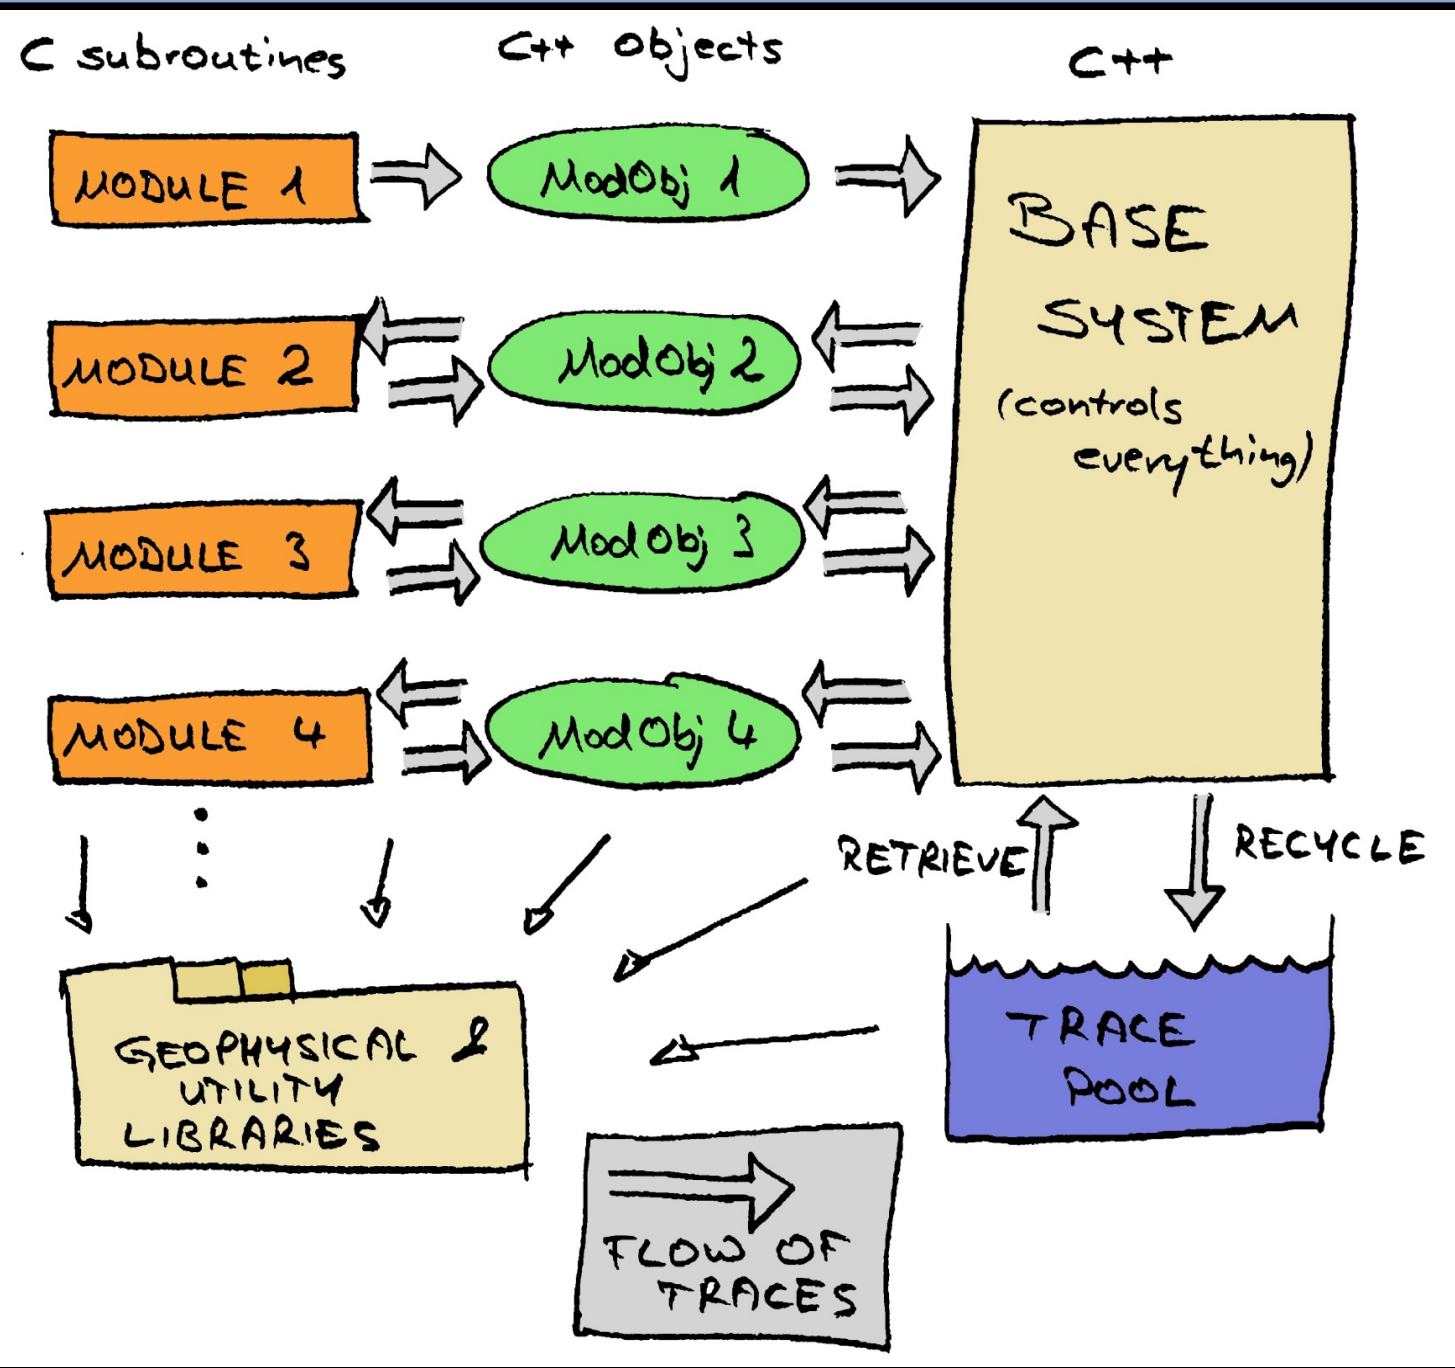 C subroutines
C++ Objects
C++
MODULE 1
ModObj 1
BASE
SYSTEM
(controls
everything)
MODULE 2
ModObj 2
MODULE 3
ModObj 3
MODULE 4
ModObj 4
RETRIEVE
RECYCLE
GEOPHYSICAL &
UTILITY
LIBRARIES
TRACE
POOL
FLOW OF
TRACES